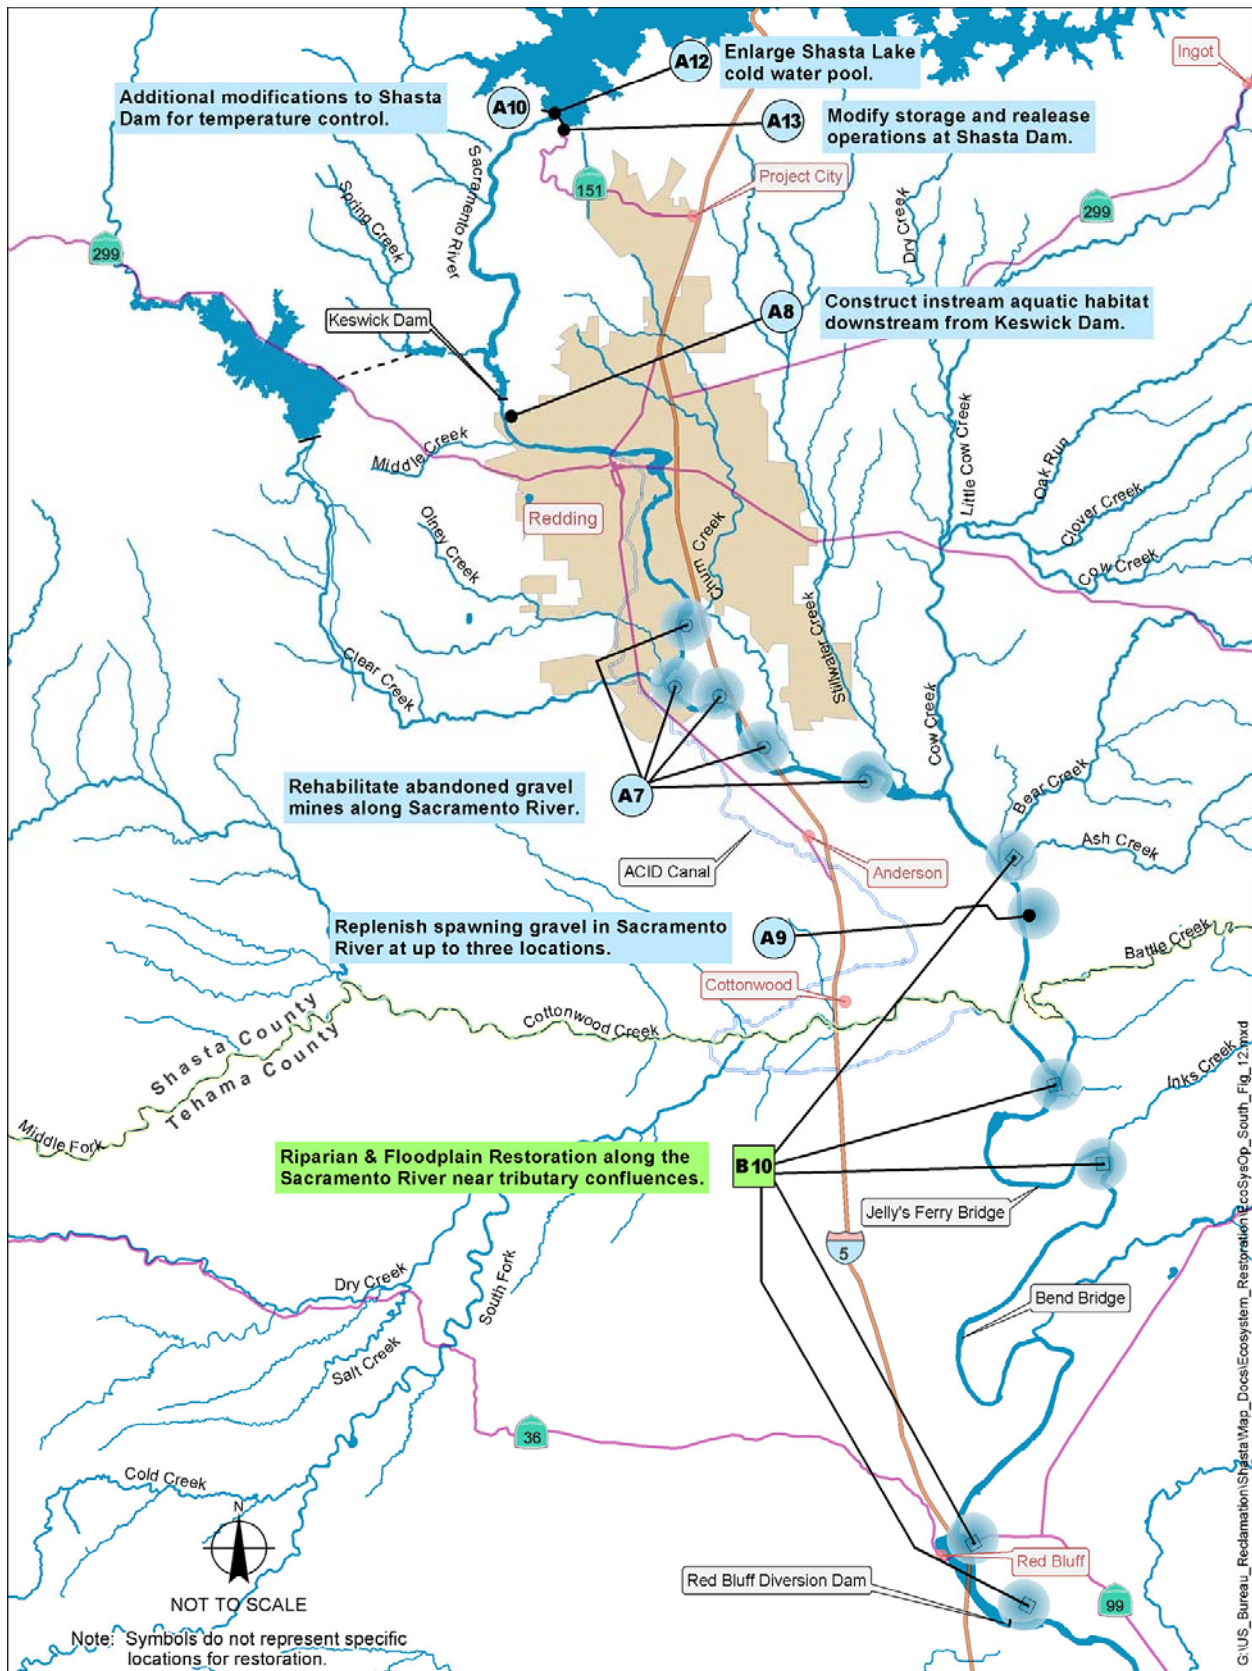 Ingot
A12
Enlarge Shasta Lake
cold water pool.
Additional modifications to Shasta
Dam for temperature control.
A10
A13
Modify storage and realease
operations at Shasta Dam.
Sacramento River
151
Project City
Spring Creek
Dry Creek
299
299
Keswick Dam
A8
Construct instream aquatic habitat
downstream from Keswick Dam.
Middle Creek
Little Cow Creek
Oak Run
Clover Creek
Cow Creek
Olney Creek
Redding
Churn Creek
Stillwater Creek
Clear Creek
Cow Creek
Rehabilitate abandoned gravel
mines along Sacramento River.
A7
Bear Creek
Ash Creek
ACID Canal
Anderson
Replenish spawning gravel in Sacramento
River at up to three locations.
A9
Battle Creek
Cottonwood
Cottonwood Creek
Shasta County
Tehama County
Inks Creek
Middle Fork
Riparian & Floodplain Restoration along the
Sacramento River near tributary confluences.
B10
Jelly's Ferry Bridge
5
Dry Creek
South Fork
Bend Bridge
Salt Creek
36
Cold Creek
N
NOT TO SCALE
Red Bluff
Red Bluff Diversion Dam
99
Note: Symbols do not represent specific
locations for restoration.
G:\US_Bureau_Reclamation\Shasta\Map_Docs\Ecosystem_Restoration\EcoSysOp_South_Fig_12.mxd